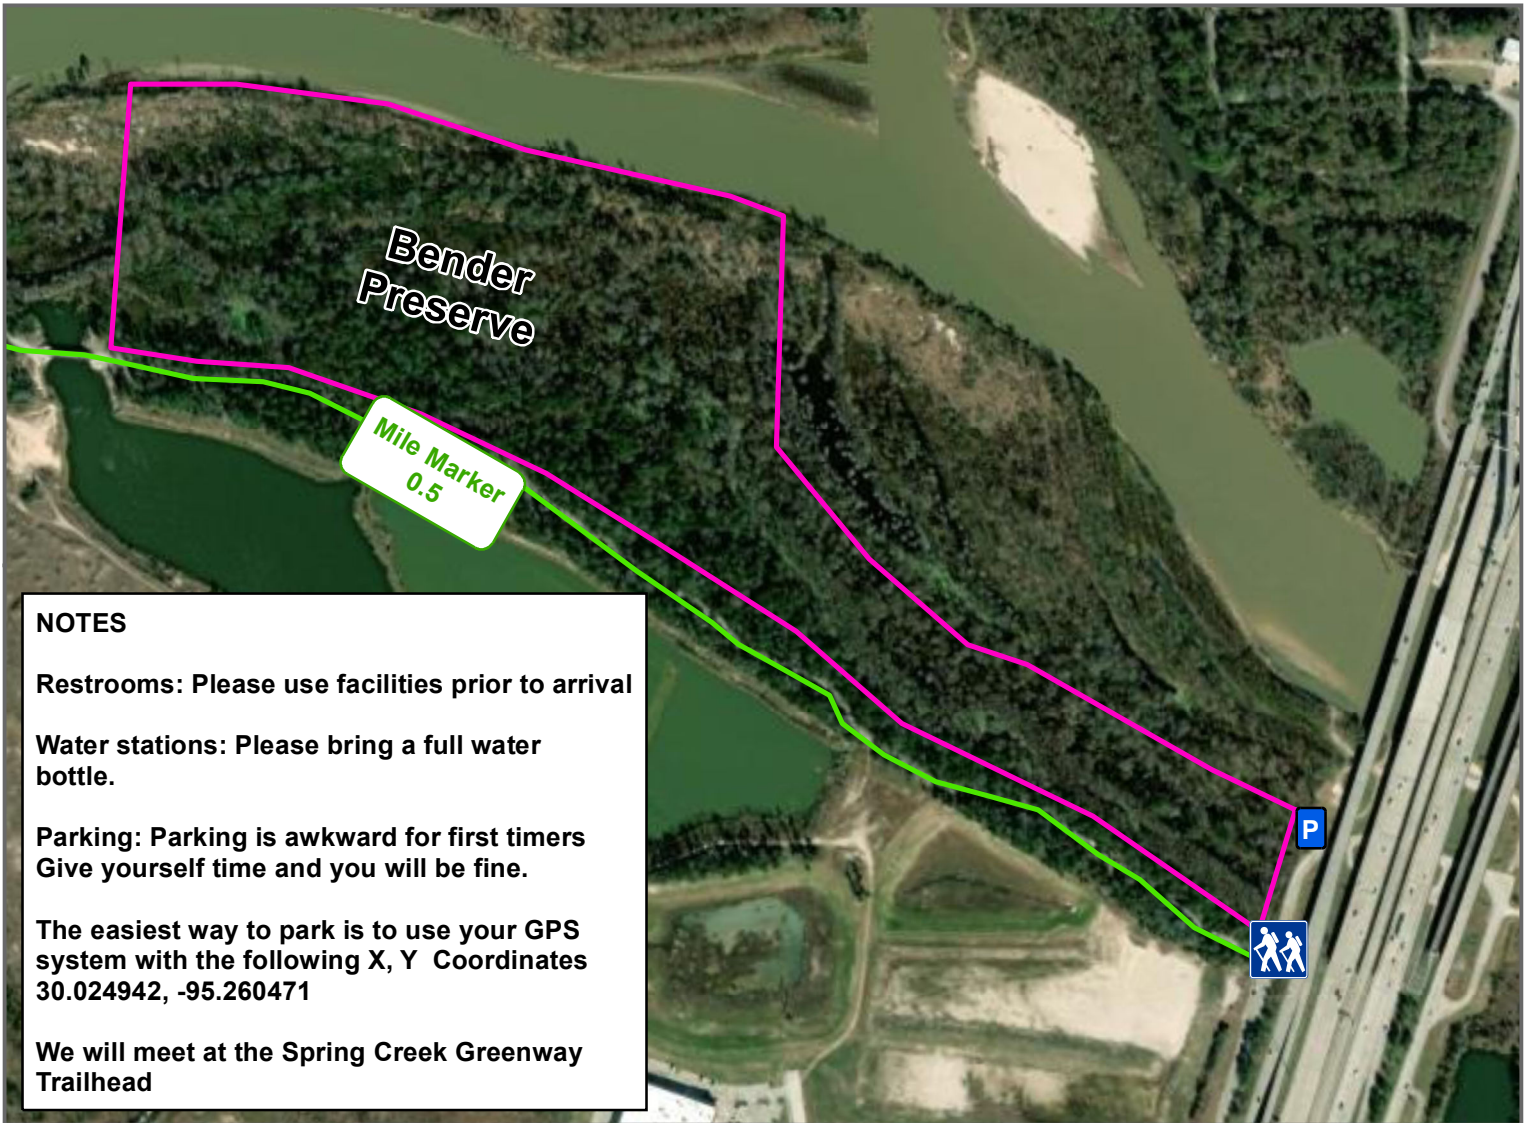 Bender
Preserve
Mile Marker
0.5
P
NOTES
Restrooms: Please use facilities prior to arrival
Water stations: Please bring a full water
bottle.
Parking: Parking is awkward for first timers
Give yourself time and you will be fine.
The easiest way to park is to use your GPS
system with the following X, Y  Coordinates
30.024942, -95.260471
We will meet at the Spring Creek Greenway
Trailhead